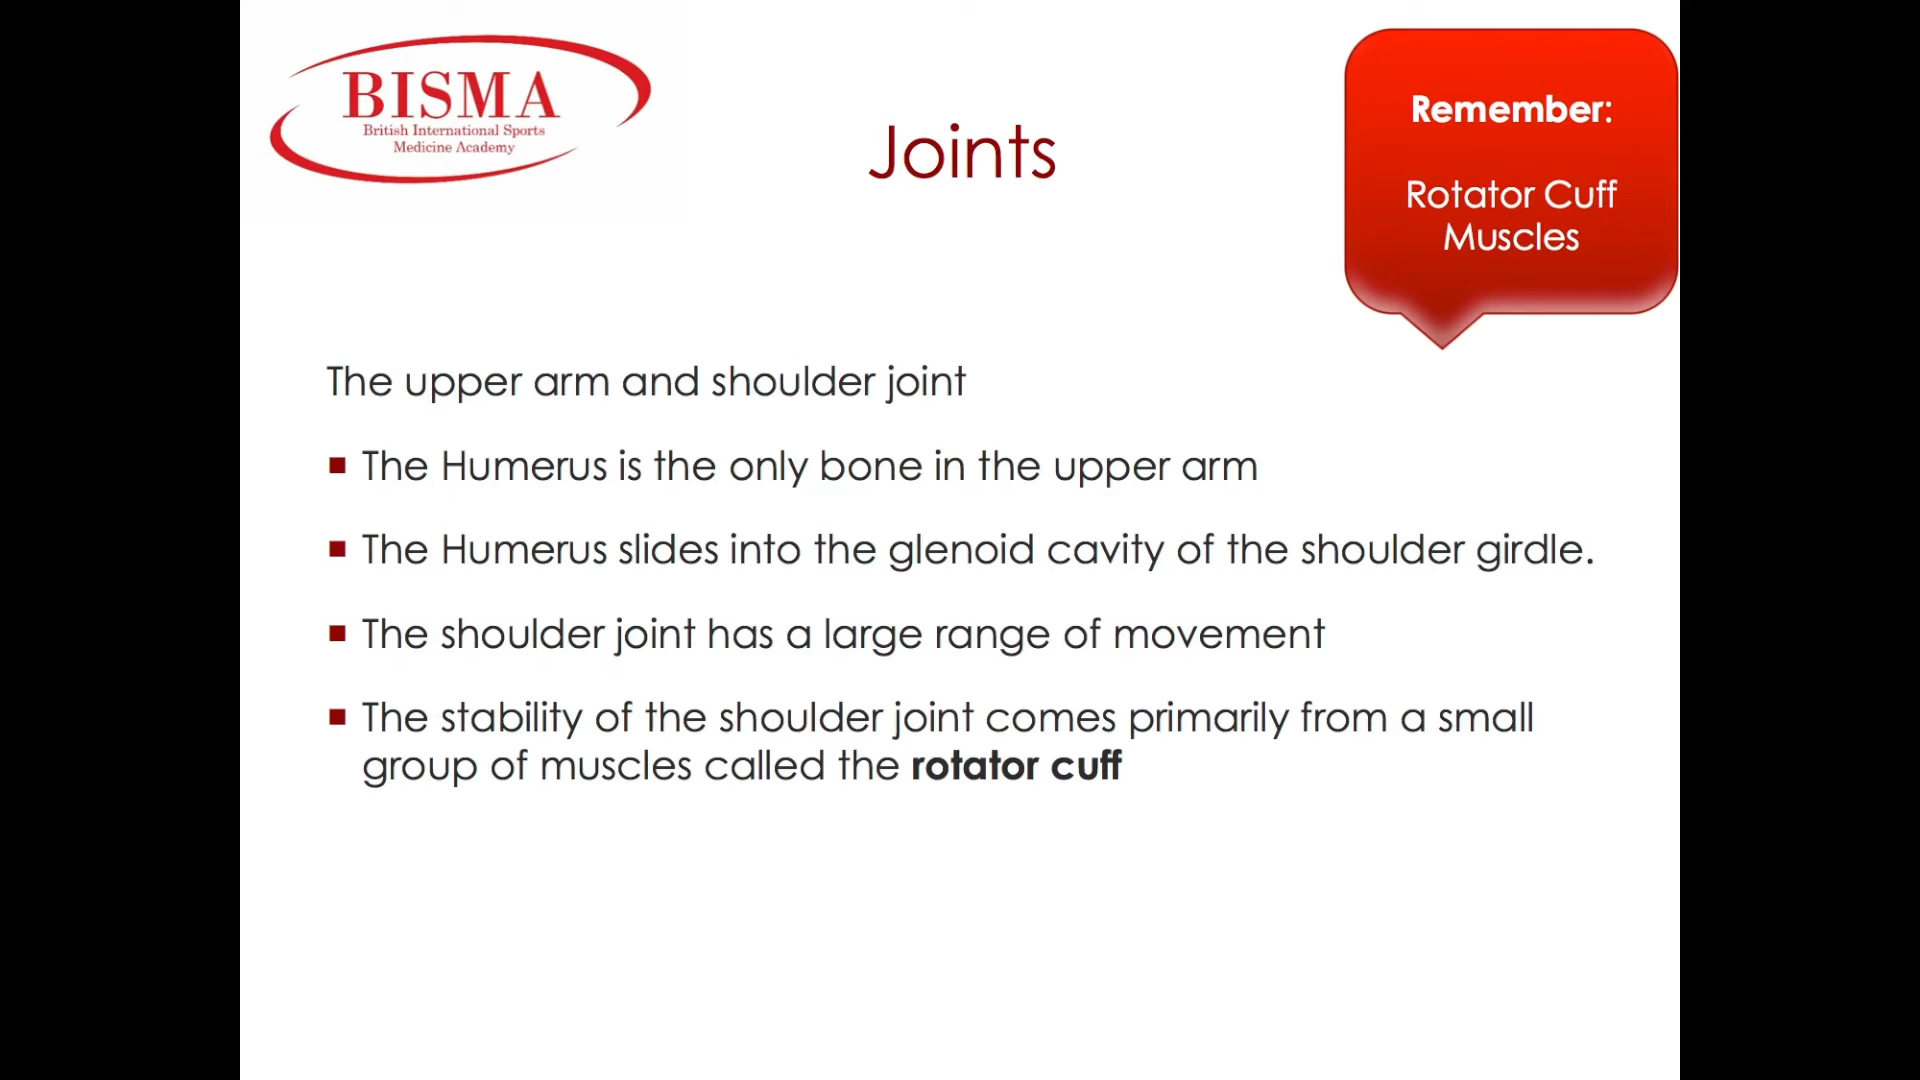 BISMA
British International Sports
Medicine Academy
Joints
Remember:
Rotator Cuff
Muscles
The upper arm and shoulder joint
▪ The Humerus is the only bone in the upper arm
▪ The Humerus slides into the glenoid cavity of the shoulder girdle.
▪ The shoulder joint has a large range of movement
▪ The stability of the shoulder joint comes primarily from a small
group of muscles called the rotator cuff